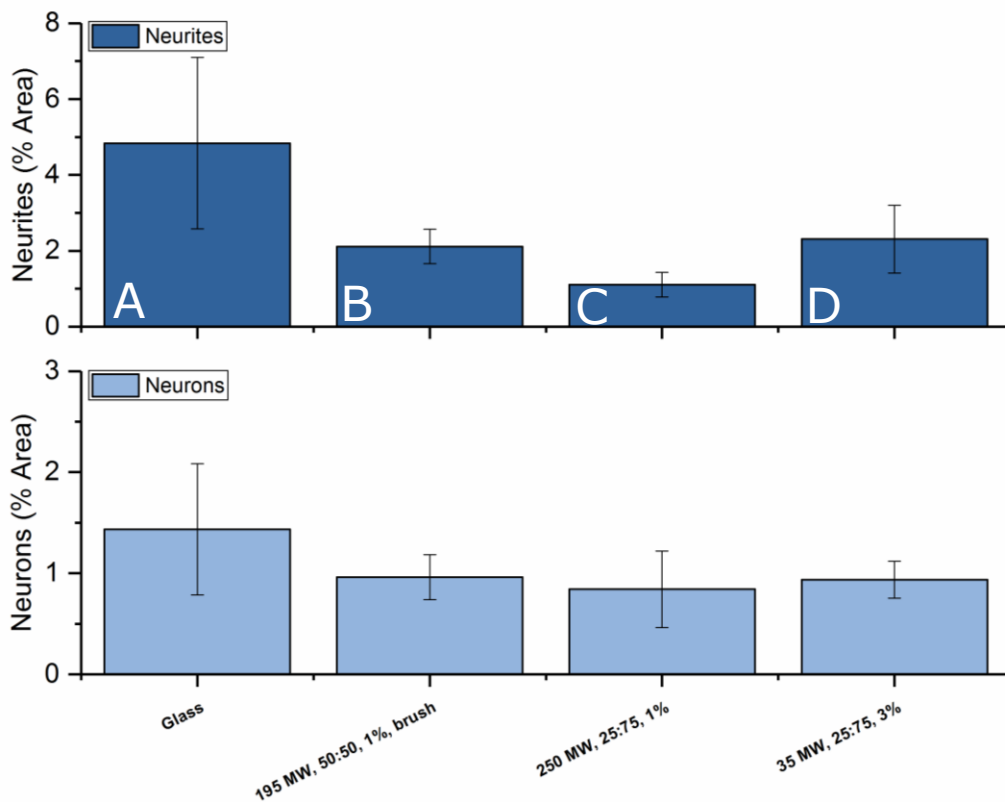 8
Neurites
6
4
2
0
Neurites (% Area)
A
B
C
D
3
Neurons
2
1
0
Neurons (% Area)
Glass
195 MW, 50:50, 1%, brush
250 MW, 25:75, 1%
35 MW, 25:75, 3%